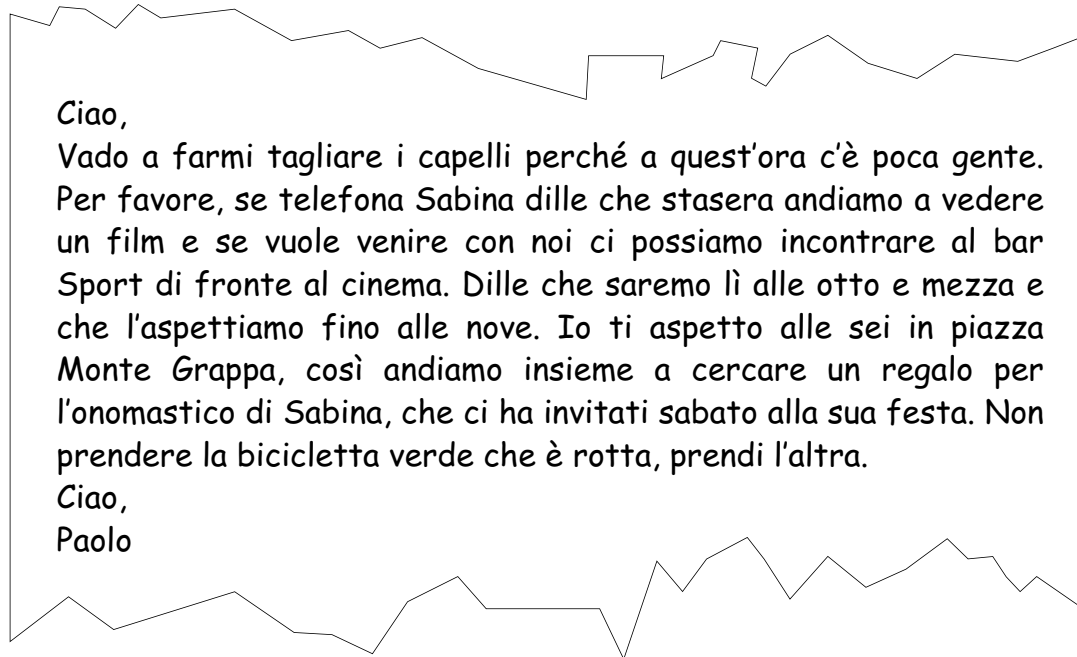 Ciao,
Vado a farmi tagliare i capelli perché a quest'ora c'è poca gente.
Per favore, se telefona Sabina dille che stasera andiamo a vedere
un film e se vuole venire con noi ci possiamo incontrare al bar
Sport di fronte al cinema. Dille che saremo lì alle otto e mezza e
che l'aspettiamo fino alle nove. Io ti aspetto alle sei in piazza
Monte Grappa, così andiamo insieme a cercare un regalo per
l'onomastico di Sabina, che ci ha invitati sabato alla sua festa. Non
prendere la bicicletta verde che è rotta, prendi l'altra.
Ciao,
Paolo